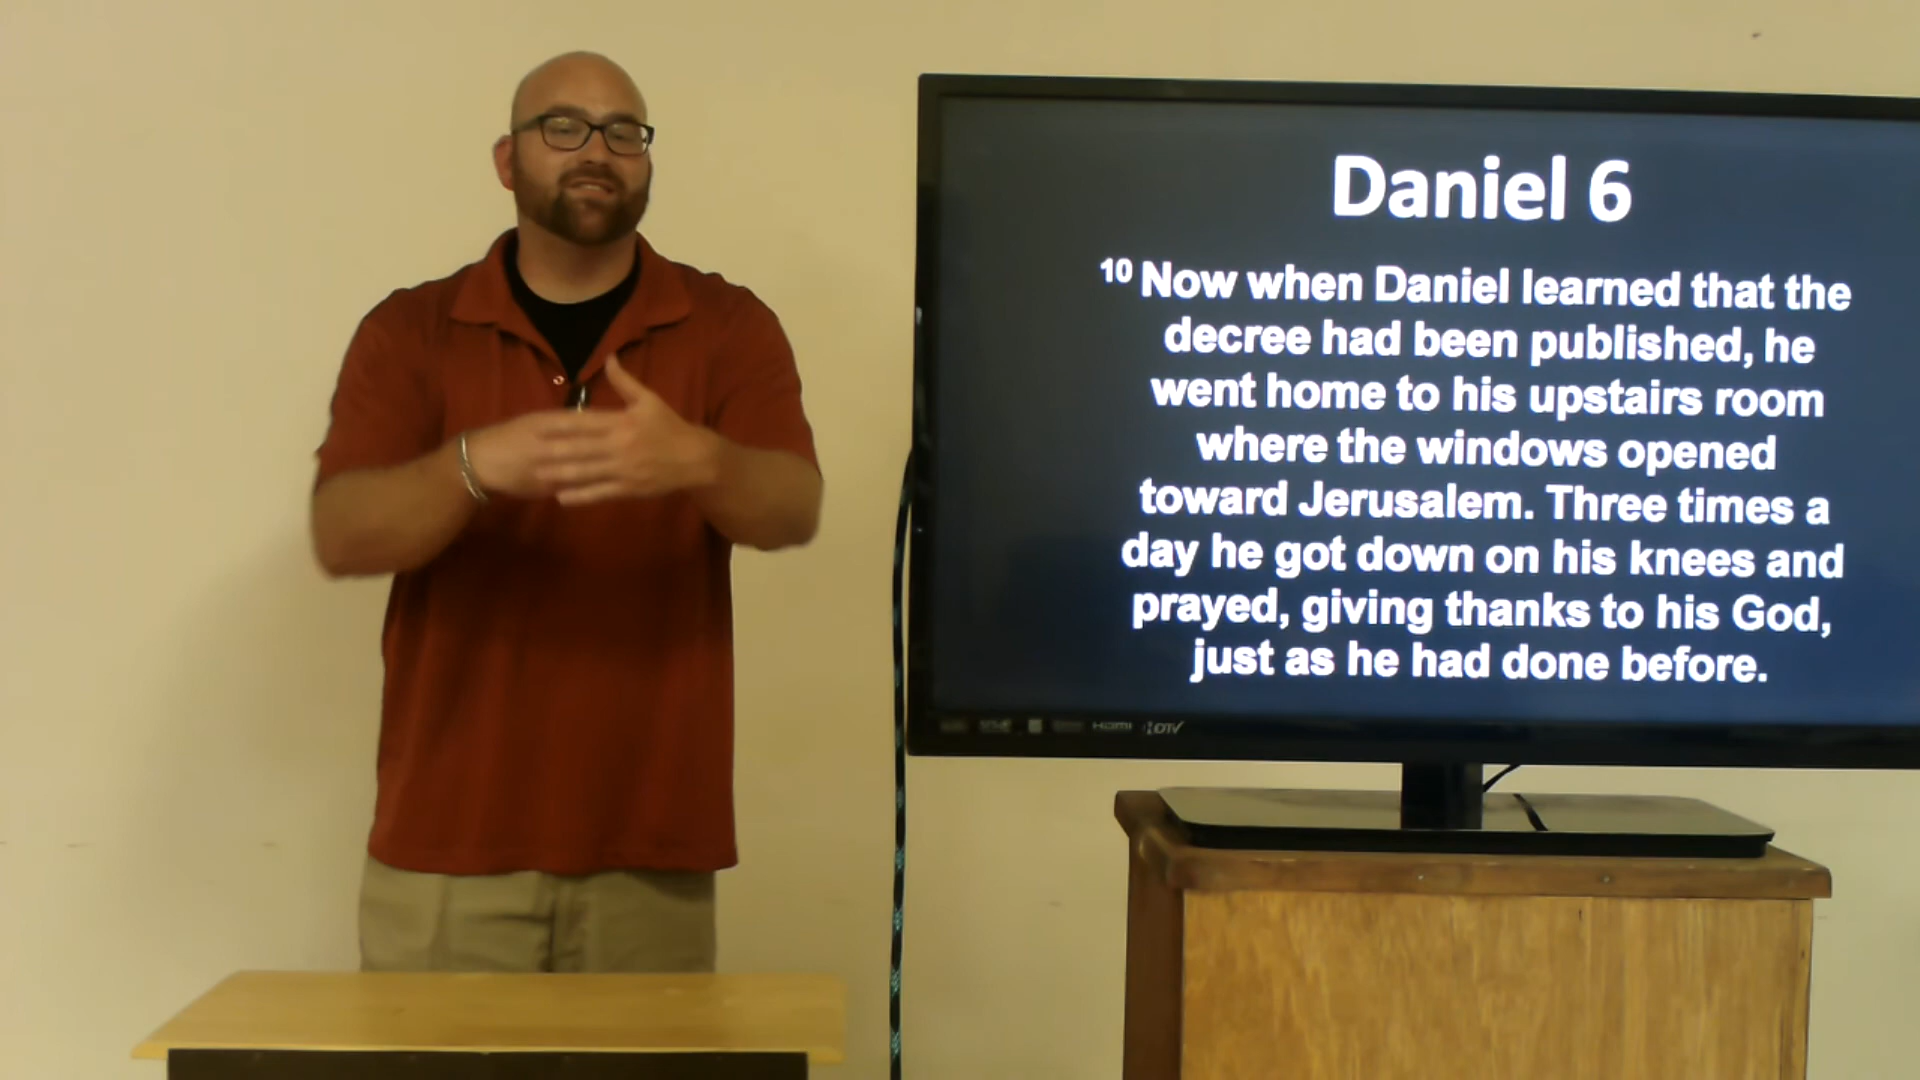 Daniel 6
10 Now when Daniel learned that the
decree had been published, he
went home to his upstairs room
where the windows opened
toward Jerusalem. Three times a
day he got down on his knees and
prayed, giving thanks to his God,
just as he had done before.
HDMI HDTV